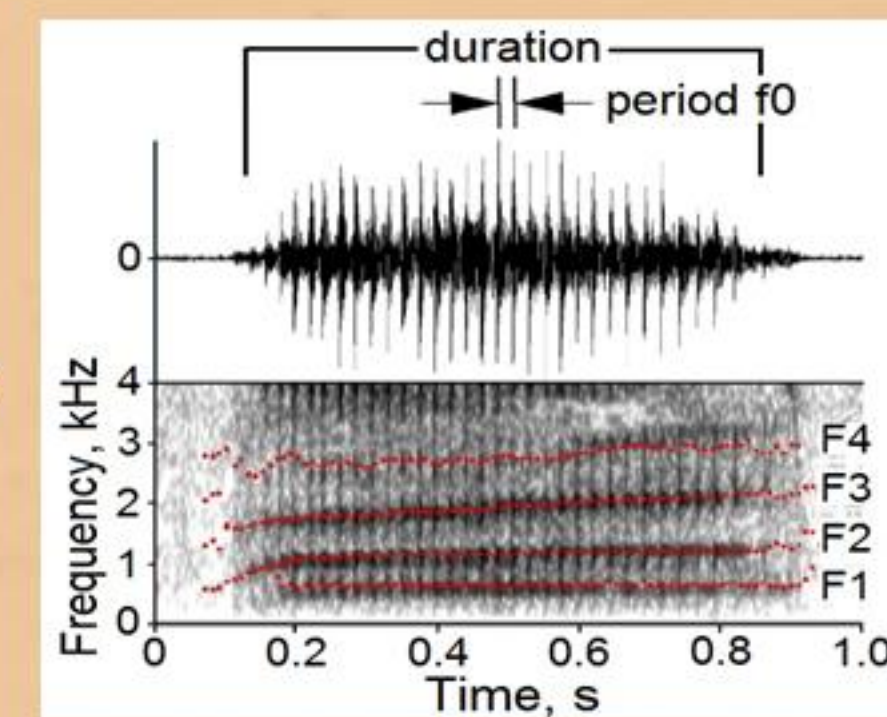 duration
period f0
0
Frequency, kHz
4
3
2
1
0
F4
F3
F2
F1
0 0.2 0.4 0.6 0.8 1.0
Time, s